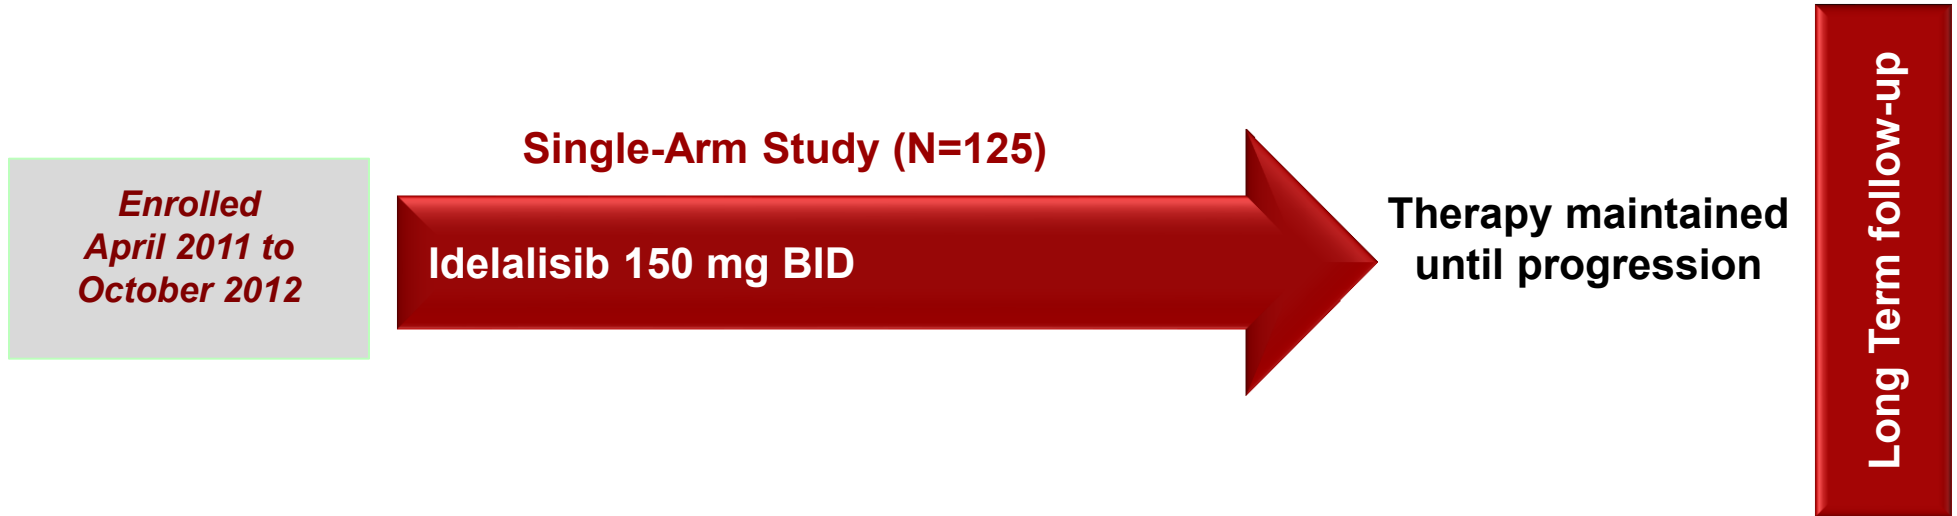 Enrolled
April 2011 to
October 2012
Single-Arm Study (N=125)
Idelalisib 150 mg BID
Therapy maintained
until progression
Long Term follow-up